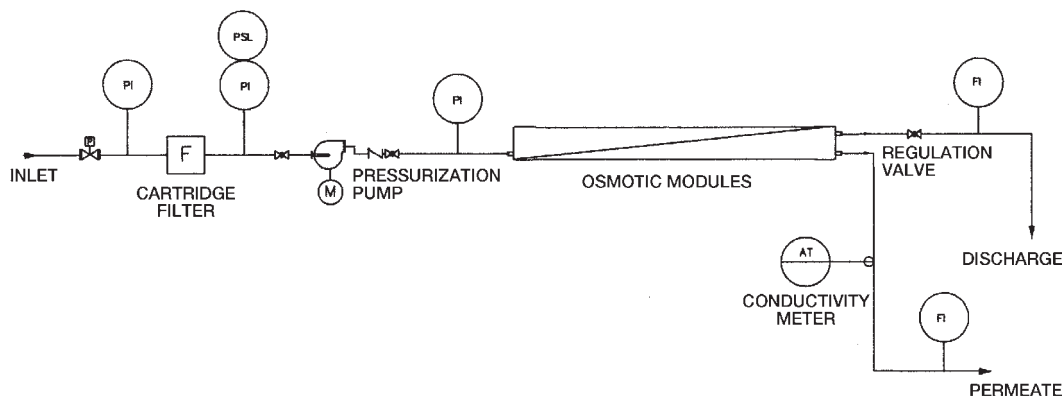 PSL
PI
PI
PI
FI
P
F
M
INLET
CARTRIDGE
FILTER
PRESSURIZATION
PUMP
OSMOTIC MODULES
REGULATION
VALVE
AT
CONDUCTIVITY
METER
DISCHARGE
FI
PERMEATE